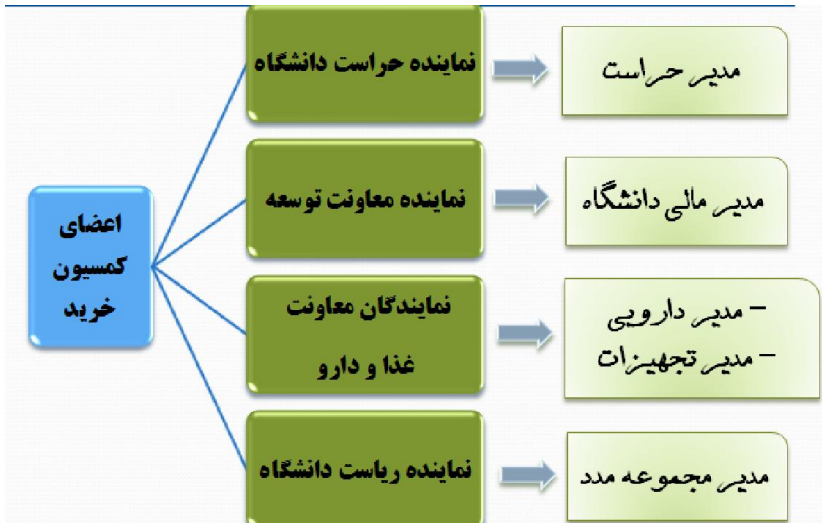 اعضای
کمسیون
خرید
نماینده حراست دانشگاه
مدیر حراست
نماینده معاونت توسعه
مدیر مالی دانشگاه
نمایندگان معاونت
غذا و دارو
– مدیر دارویی
– مدیر تجهیزات
نماینده ریاست دانشگاه
مدیر مجموعه مدد